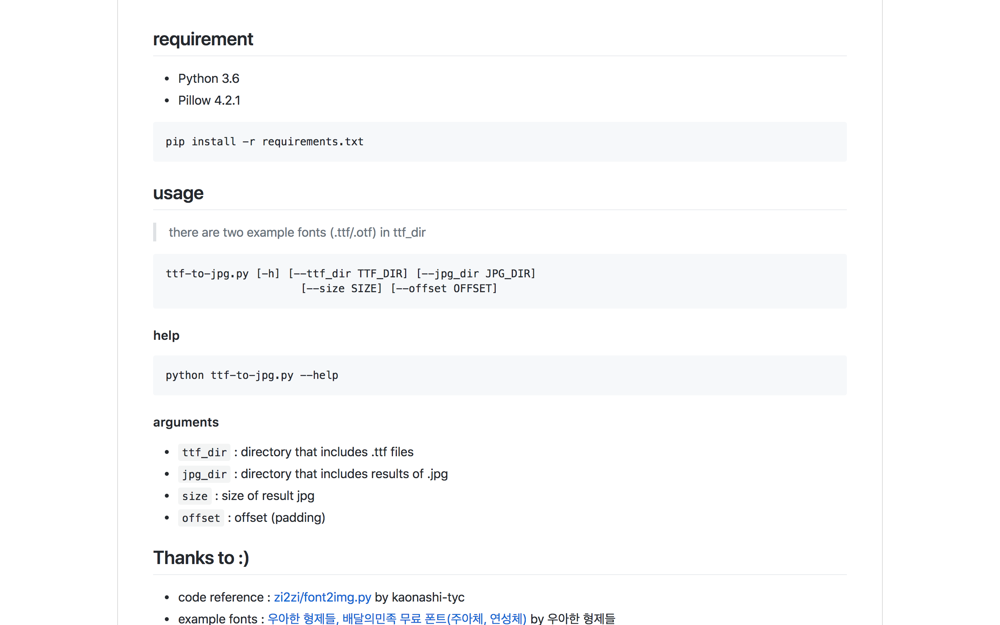 requirement
Python 3.6
Pillow 4.2.1
pip install -r requirements.txt
usage
there are two example fonts (.ttf/.otf) in ttf_dir
ttf-to-jpg.py [-h] [--ttf_dir TTF_DIR] [--jpg_dir JPG_DIR]
[--size SIZE] [--offset OFFSET]
help
python ttf-to-jpg.py --help
arguments
ttf_dir : directory that includes .ttf files
jpg_dir : directory that includes results of .jpg
size : size of result jpg
offset : offset (padding)
Thanks to :)
code reference : zi2zi/font2img.py by kaonashi-tyc
example fonts : 우아한 형제들, 배달의민족 무료 폰트(주아체, 연성체) by 우아한 형제들